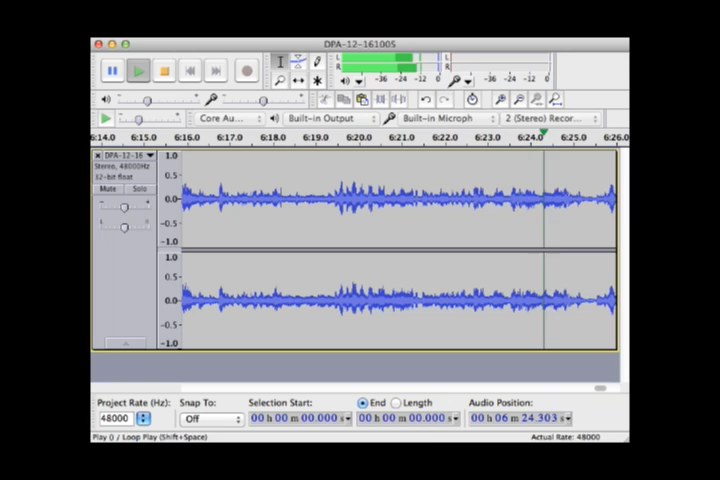 DPA-12-16100S
L
R
-36 -24 -12 0
L
R
-36 -24 -12 0
Core Au... Built-in Output Built-in Microph 2 (Stereo) Recor...
6:14.0 6:15.0 6:16.0 6:17.0 6:18.0 6:19.0 6:20.0 6:21.0 6:22.0 6:23.0 6:24.0 6:25.0 6:26.0
DPA-12-16
Stereo, 48000Hz
32-bit float
Mute Solo
- +
L R
1.0
0.5
0.0
-0.5
-1.0
1.0
0.5
0.0
-0.5
-1.0
Project Rate (Hz): Snap To: Selection Start: End Length Audio Position:
48000 Off 00 h 00 m 00.000 s 00 h 00 m 00.000 s 00 h 06 m 24.303 s
Play () / Loop Play (Shift+Space) Actual Rate: 48000